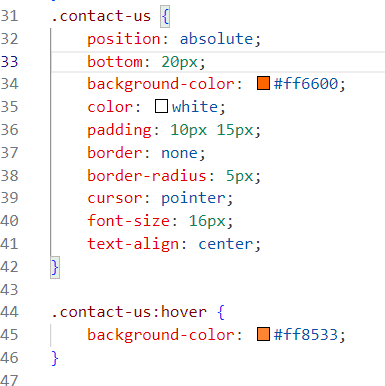 31 .contact-us {
32 position: absolute;
33 bottom: 20px;
34 background-color: #ff6600;
35 color: white;
36 padding: 10px 15px;
37 border: none;
38 border-radius: 5px;
39 cursor: pointer;
40 font-size: 16px;
41 text-align: center;
42 }
43
44 .contact-us:hover {
45 background-color: #ff8533;
46 }
47